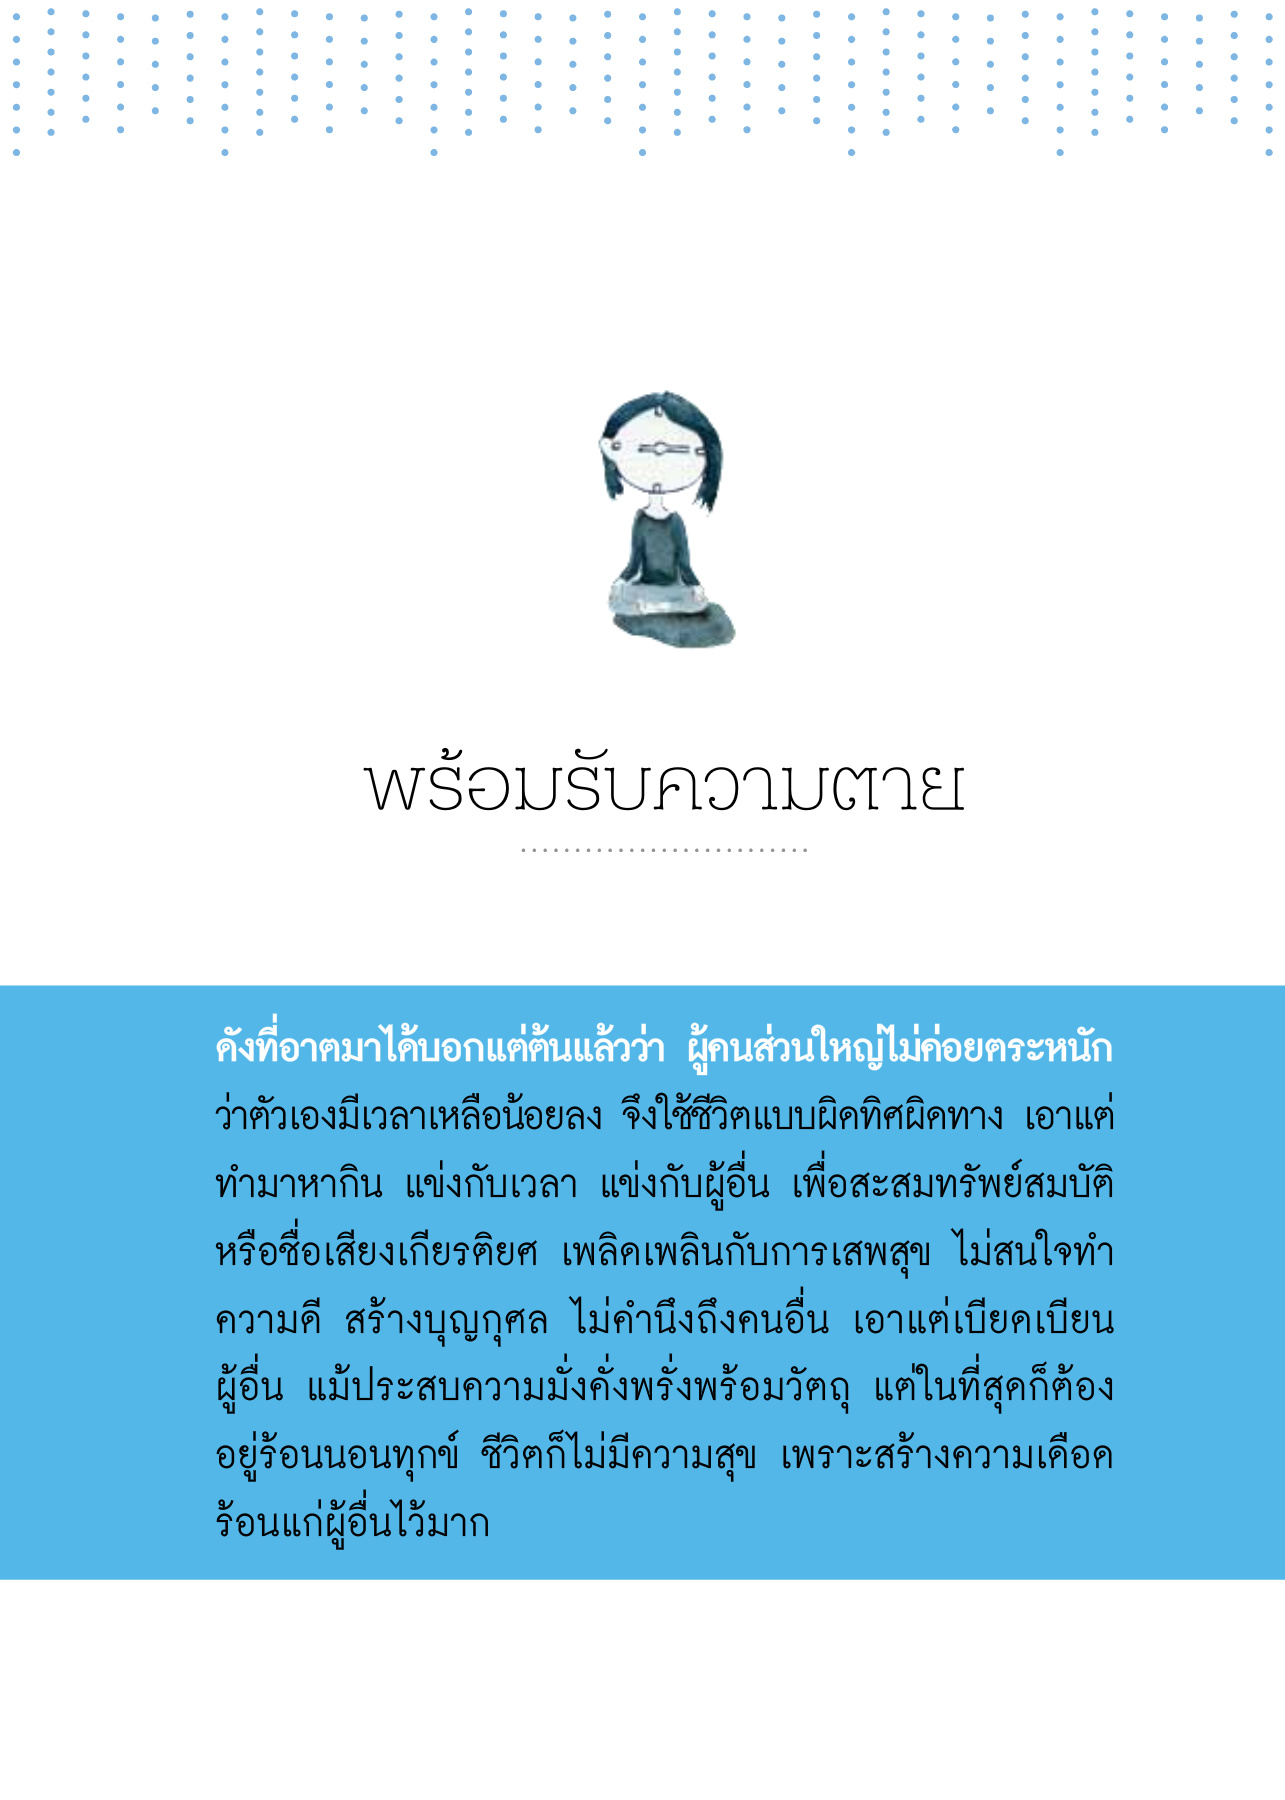 พร้อมรับความตาย
ดังที่อาตมาได้บอกแต่ต้นแล้วว่า ผู้คนส่วนใหญ่ไม่ค่อยตระหนัก
ว่าตัวเองมีเวลาเหลือน้อยลง จึงใช้ชีวิตแบบผิดทิศผิดทาง เอาแต่
ทำมาหากิน แข่งกับเวลา แข่งกับผู้อื่น เพื่อสะสมทรัพย์สมบัติ
หรือชื่อเสียงเกียรติยศ เพลิดเพลินกับการเสพสุข ไม่สนใจทำ
ความดี สร้างบุญกุศล ไม่คำนึงถึงคนอื่น เอาแต่เบียดเบียน
ผู้อื่น แม้ประสบความมั่งคั่งพรั่งพร้อมวัตถุ แต่ในที่สุดก็ต้อง
อยู่ร้อนนอนทุกข์ ชีวิตก็ไม่มีความสุข เพราะสร้างความเดือด
ร้อนแก่ผู้อื่นไว้มาก